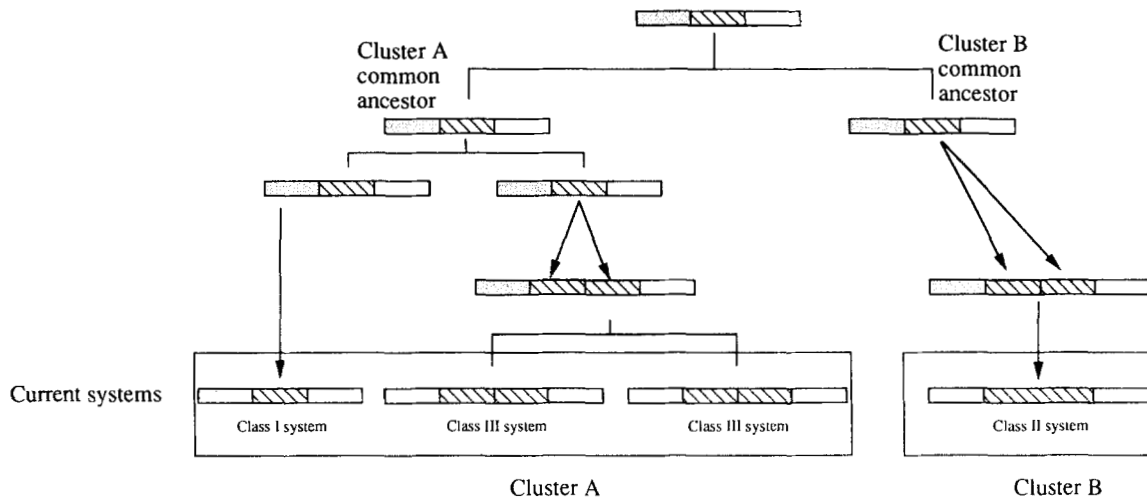 Cluster A
common
ancestor
Cluster B
common
ancestor
Current systems
Class I system
Class III system
Class III system
Class II system
Cluster A
Cluster B